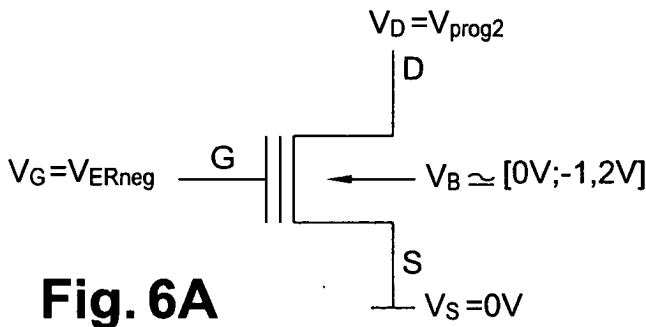 V_D=V_prog2
D
G
V_G=V_ERneg
V_B≃[0V;-1,2V]
S
Fig. 6A
V_S=0V